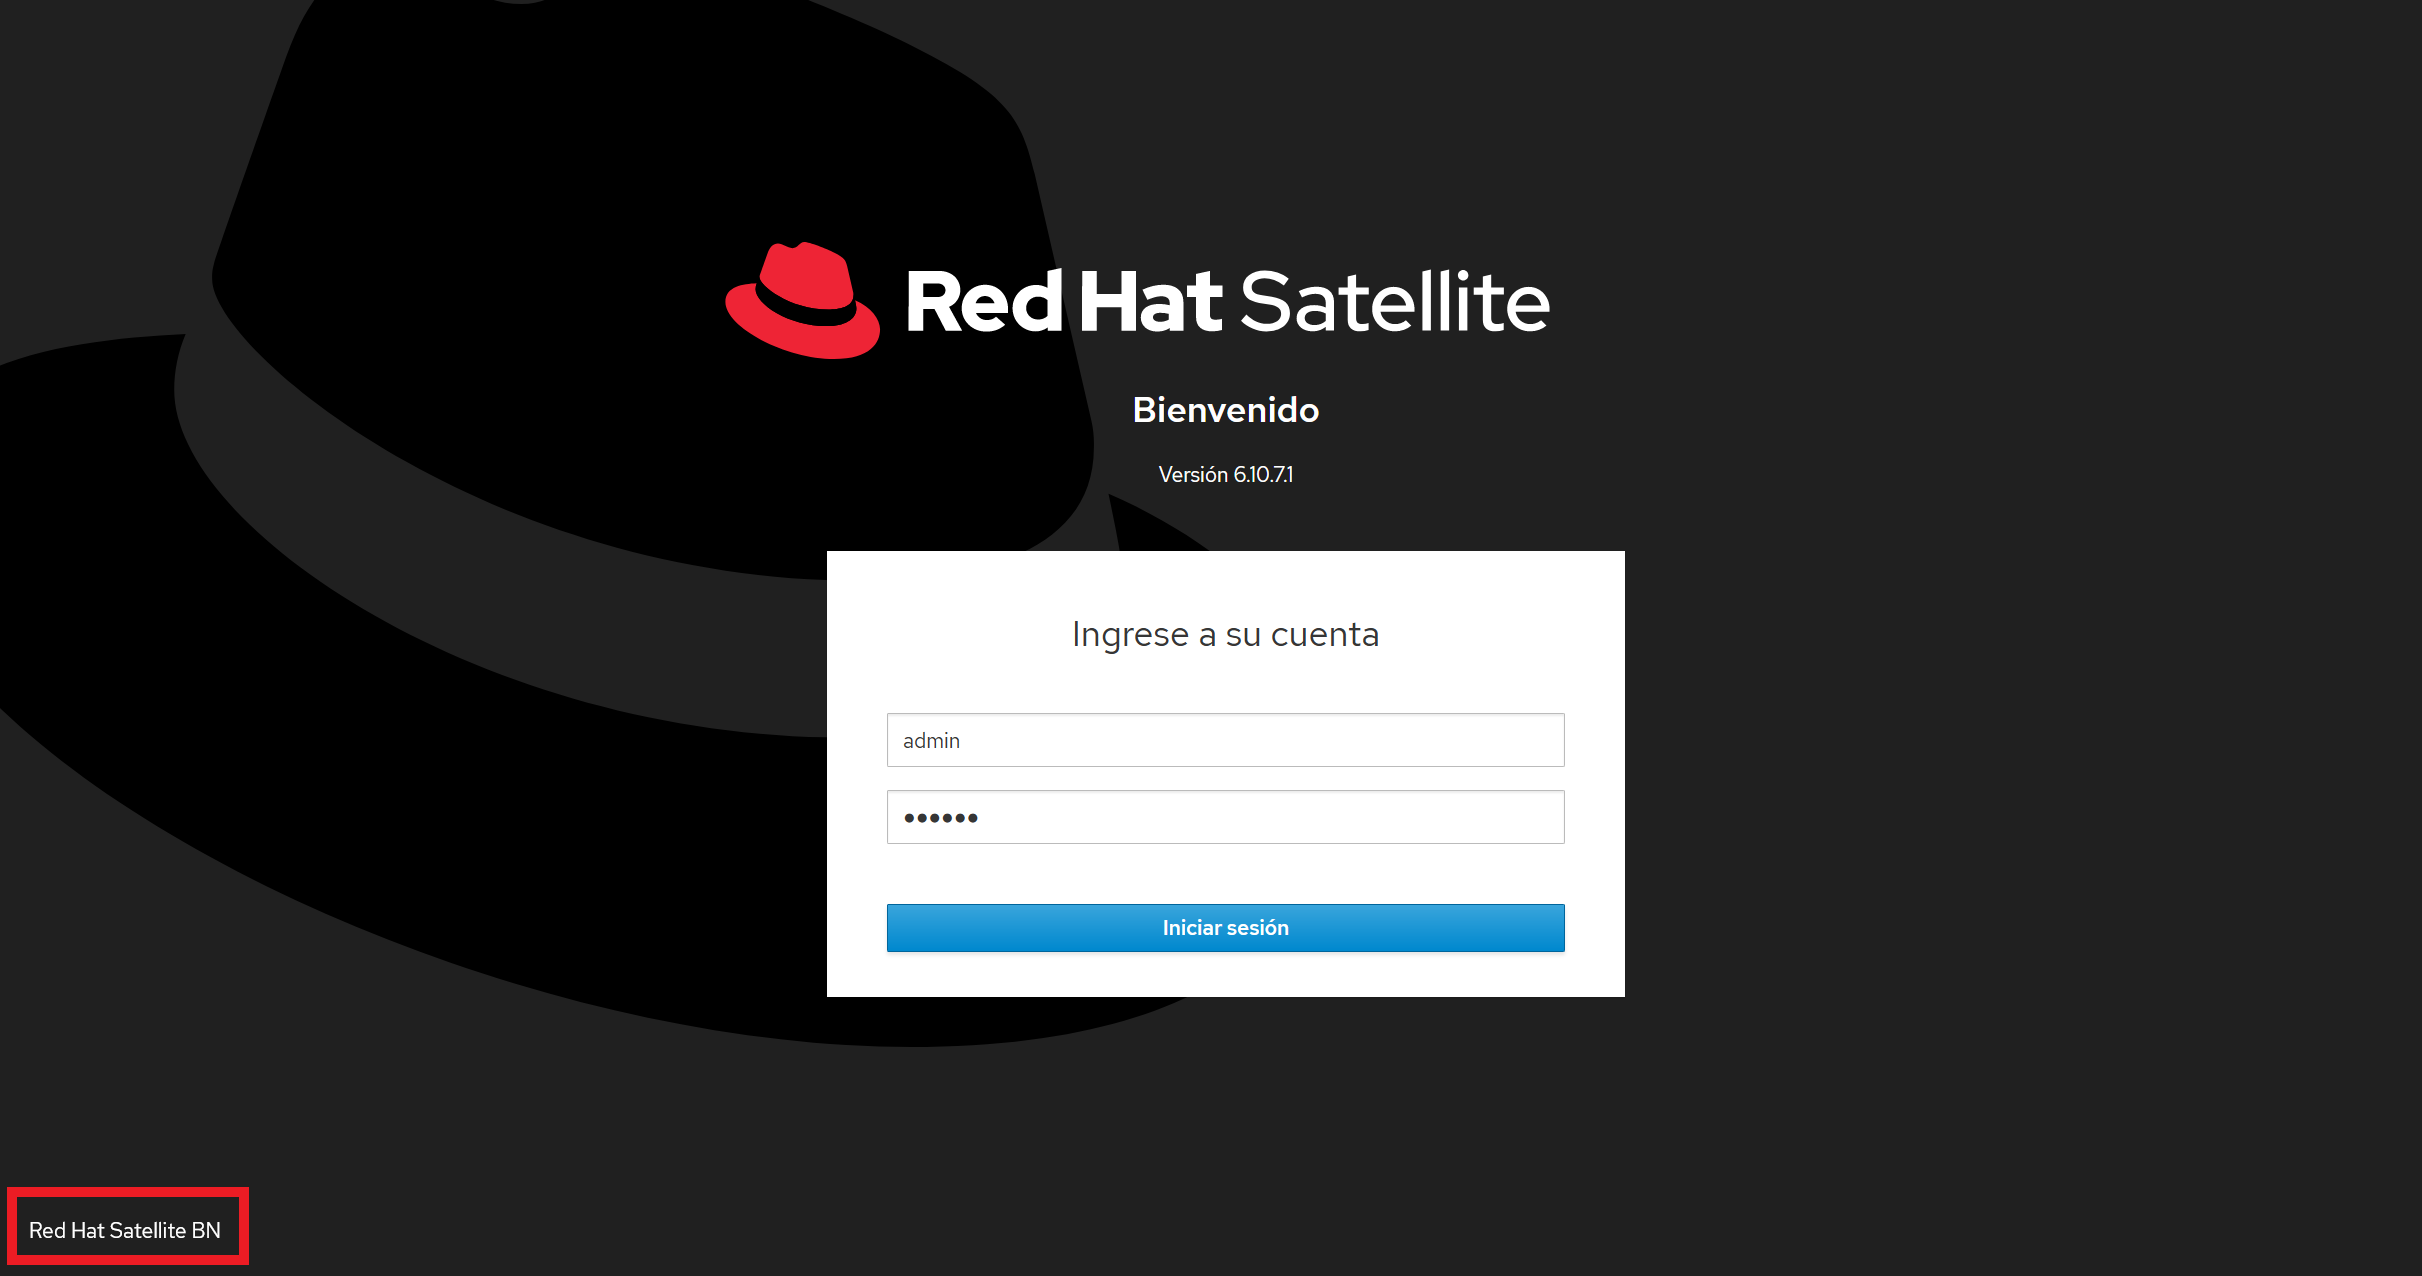 Red Hat Satellite
Bienvenido
Versión 6.10.7.1
Ingrese a su cuenta
admin
••••••
Iniciar sesión
Red Hat Satellite BN